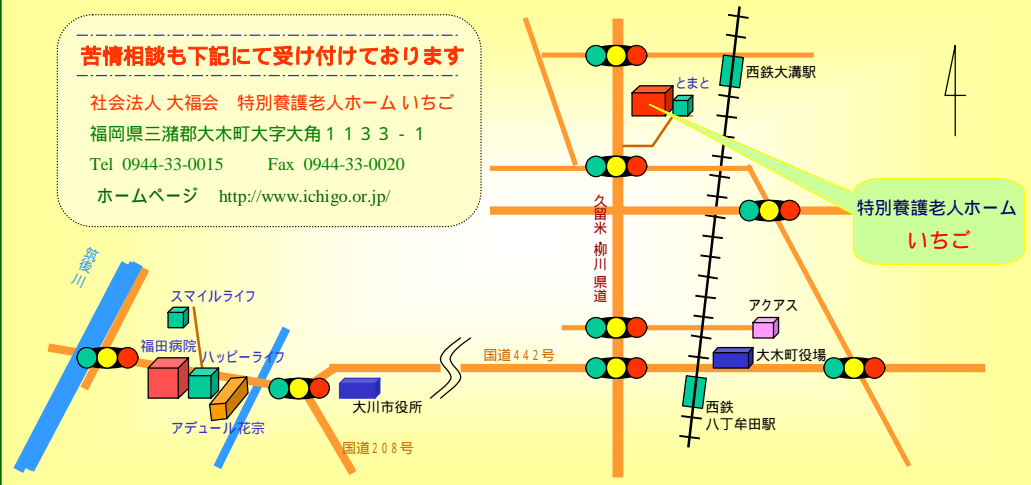 苦情相談も下記にて受け付けております
社会法人 大福会　特別養護老人ホーム いちご
福岡県三潴郡大木町大字大角１１３３－１
Tel 0944-33-0015　Fax 0944-33-0020
ホームページ　http://www.ichigo.or.jp/
西鉄大溝駅
とまと
特別養護老人ホーム
いちご
久留米・柳川 県道
筑後川
スマイルライフ
福田病院
ハッピーライフ
アデュール花宗
大川市役所
国道208号
国道442号
アクアス
大木町役場
西鉄
八丁牟田駅